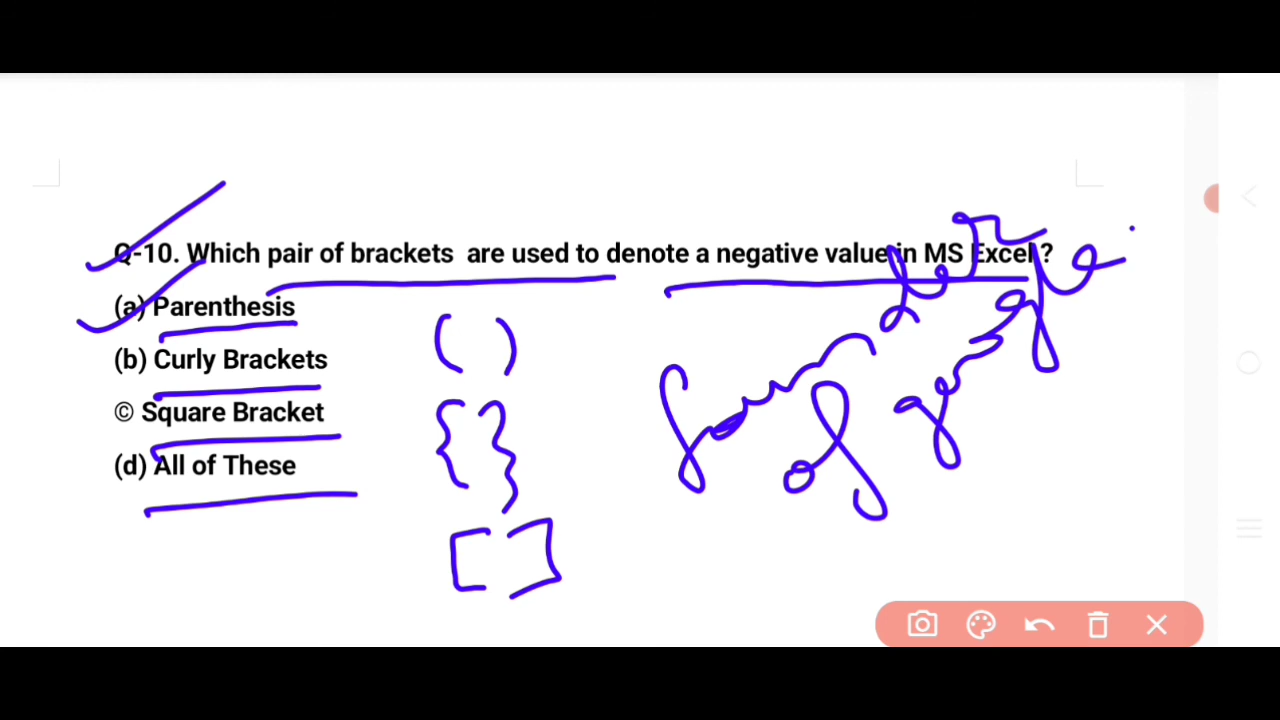 Q-10. Which pair of brackets are used to denote a negative value in MS Excel ?
(a) Parenthesis
( )
(b) Curly Brackets
© Square Bracket
{ }
(d) All of These
[ ]
of